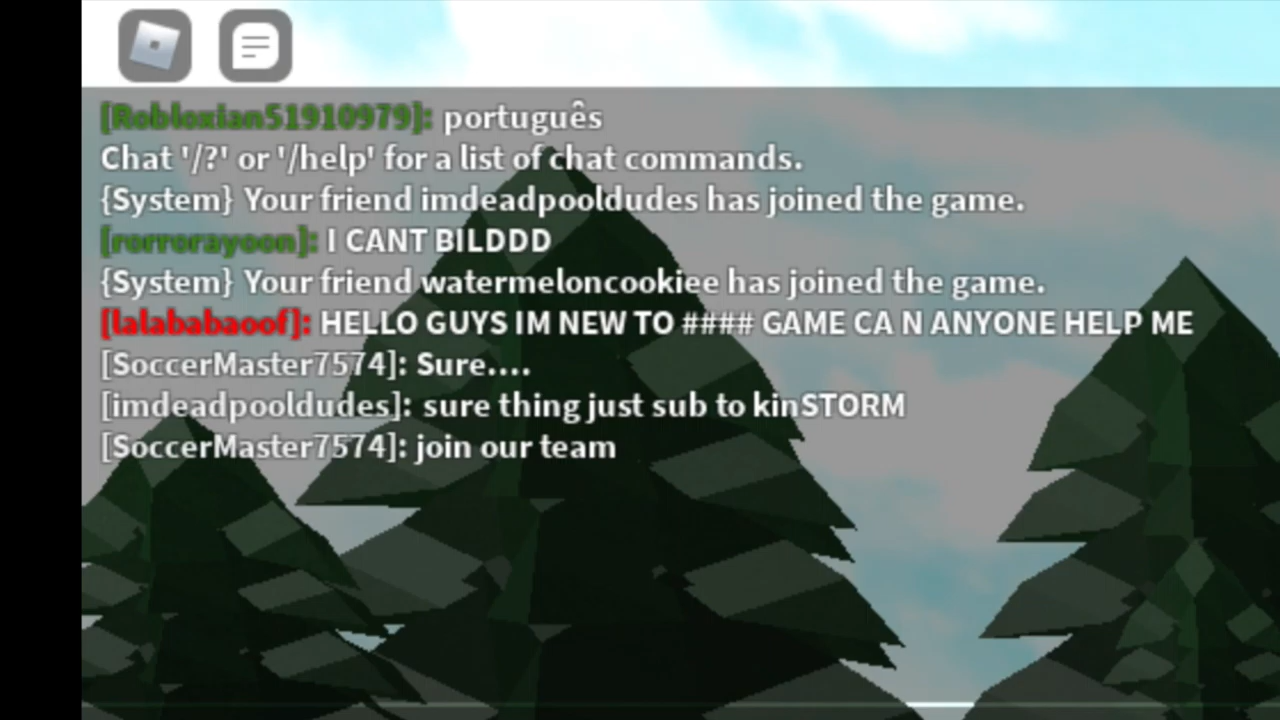 [Robloxian51910979]: português
Chat '/?' or '/help' for a list of chat commands.
{System} Your friend imdeadpooldudes has joined the game.
[rorrorayoon]: I CANT BILDDD
{System} Your friend watermeloncookiee has joined the game.
[lalababaoof]: HELLO GUYS IM NEW TO #### GAME CA N ANYONE HELP ME
[SoccerMaster7574]: Sure....
[imdeadpooldudes]: sure thing just sub to kinSTORM
[SoccerMaster7574]: join our team